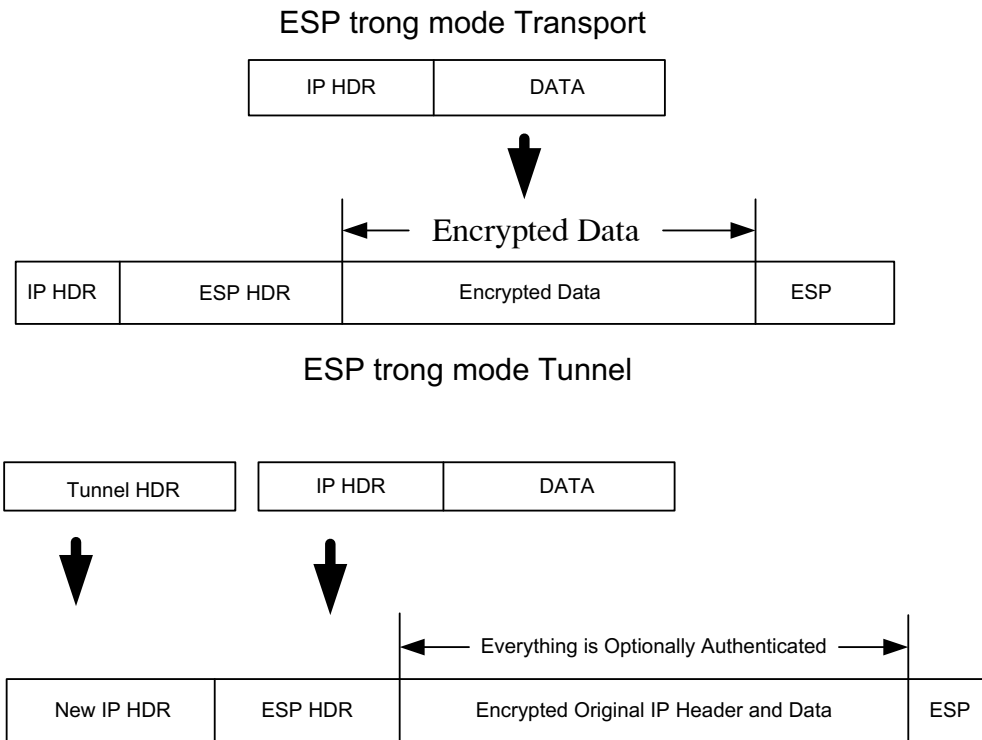 ESP trong mode Transport
IP HDR DATA
Encrypted Data
IP HDR ESP HDR Encrypted Data ESP
ESP trong mode Tunnel
Tunnel HDR IP HDR DATA
Everything is Optionally Authenticated
New IP HDR ESP HDR Encrypted Original IP Header and Data ESP